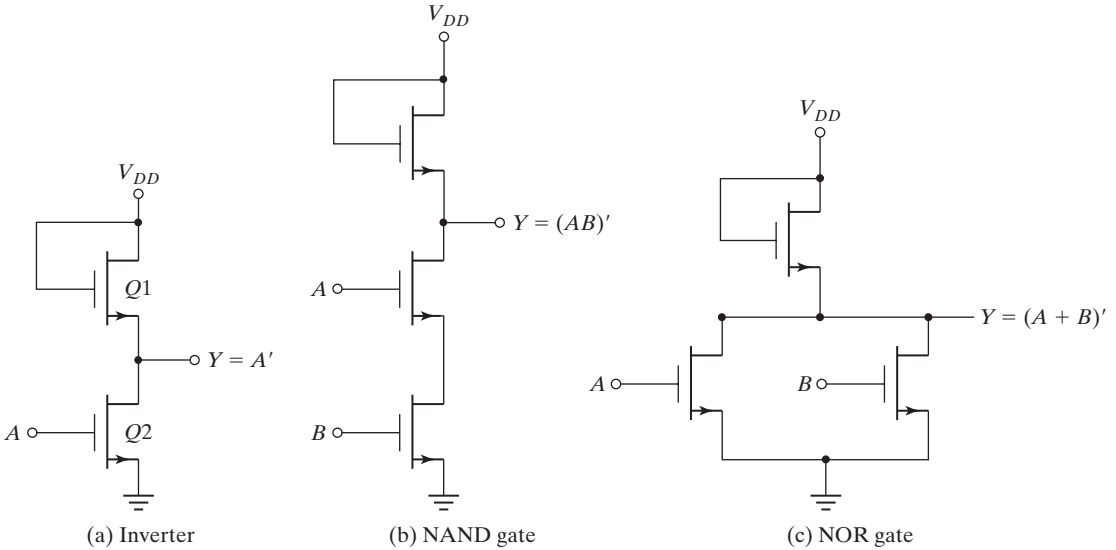 V_DD
Q1
Y = A′
A
Q2
(a) Inverter
V_DD
Y = (AB)′
A
B
(b) NAND gate
V_DD
Y = (A + B)′
A
B
(c) NOR gate